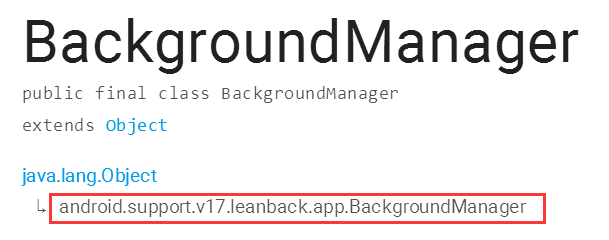 BackgroundManager
public final class BackgroundManager
extends Object
java.lang.Object
↳ android.support.v17.leanback.app.BackgroundManager